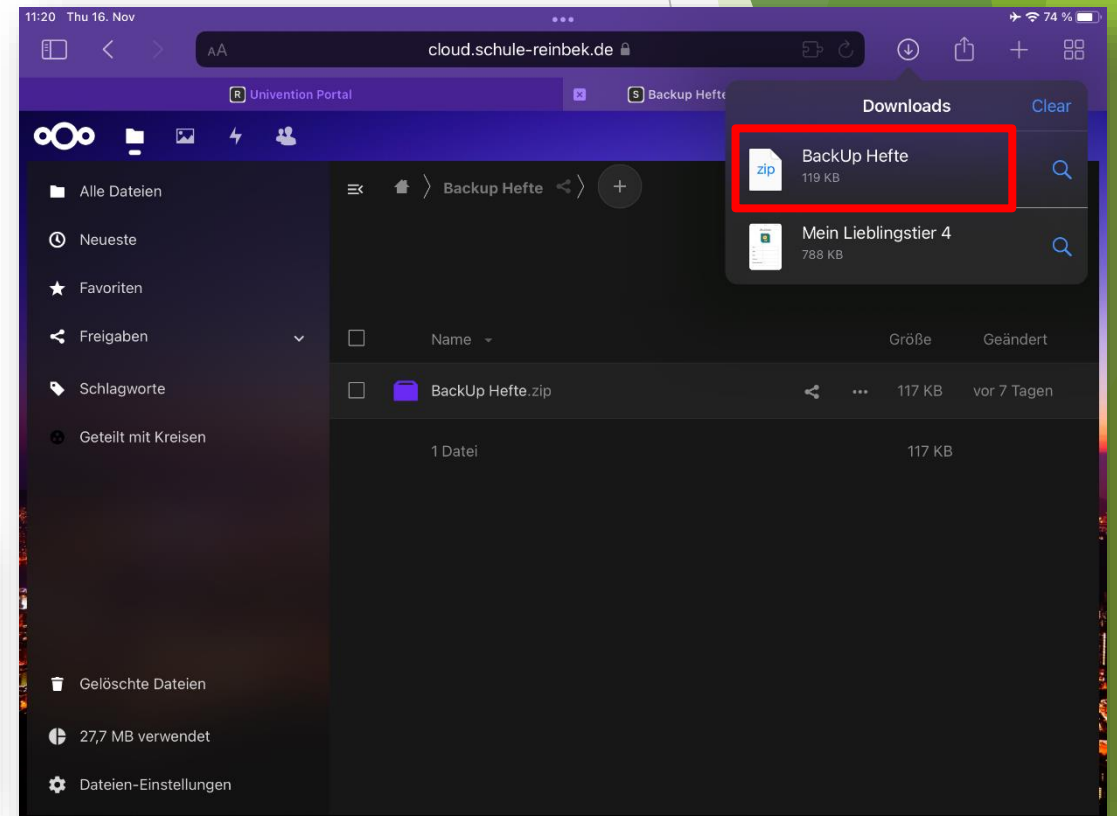 11:20 Thu 16. Nov
74 %
AA
cloud.schule-reinbek.de
R Univention Portal
S Backup Hefte
Downloads
Clear
zip
BackUp Hefte
119 KB
Mein Lieblingstier 4
788 KB
Alle Dateien
Backup Hefte
Neueste
Favoriten
Freigaben
Name
Größe
Geändert
Schlagworte
BackUp Hefte.zip
117 KB
vor 7 Tagen
Geteilt mit Kreisen
1 Datei
117 KB
Gelöschte Dateien
27,7 MB verwendet
Dateien-Einstellungen